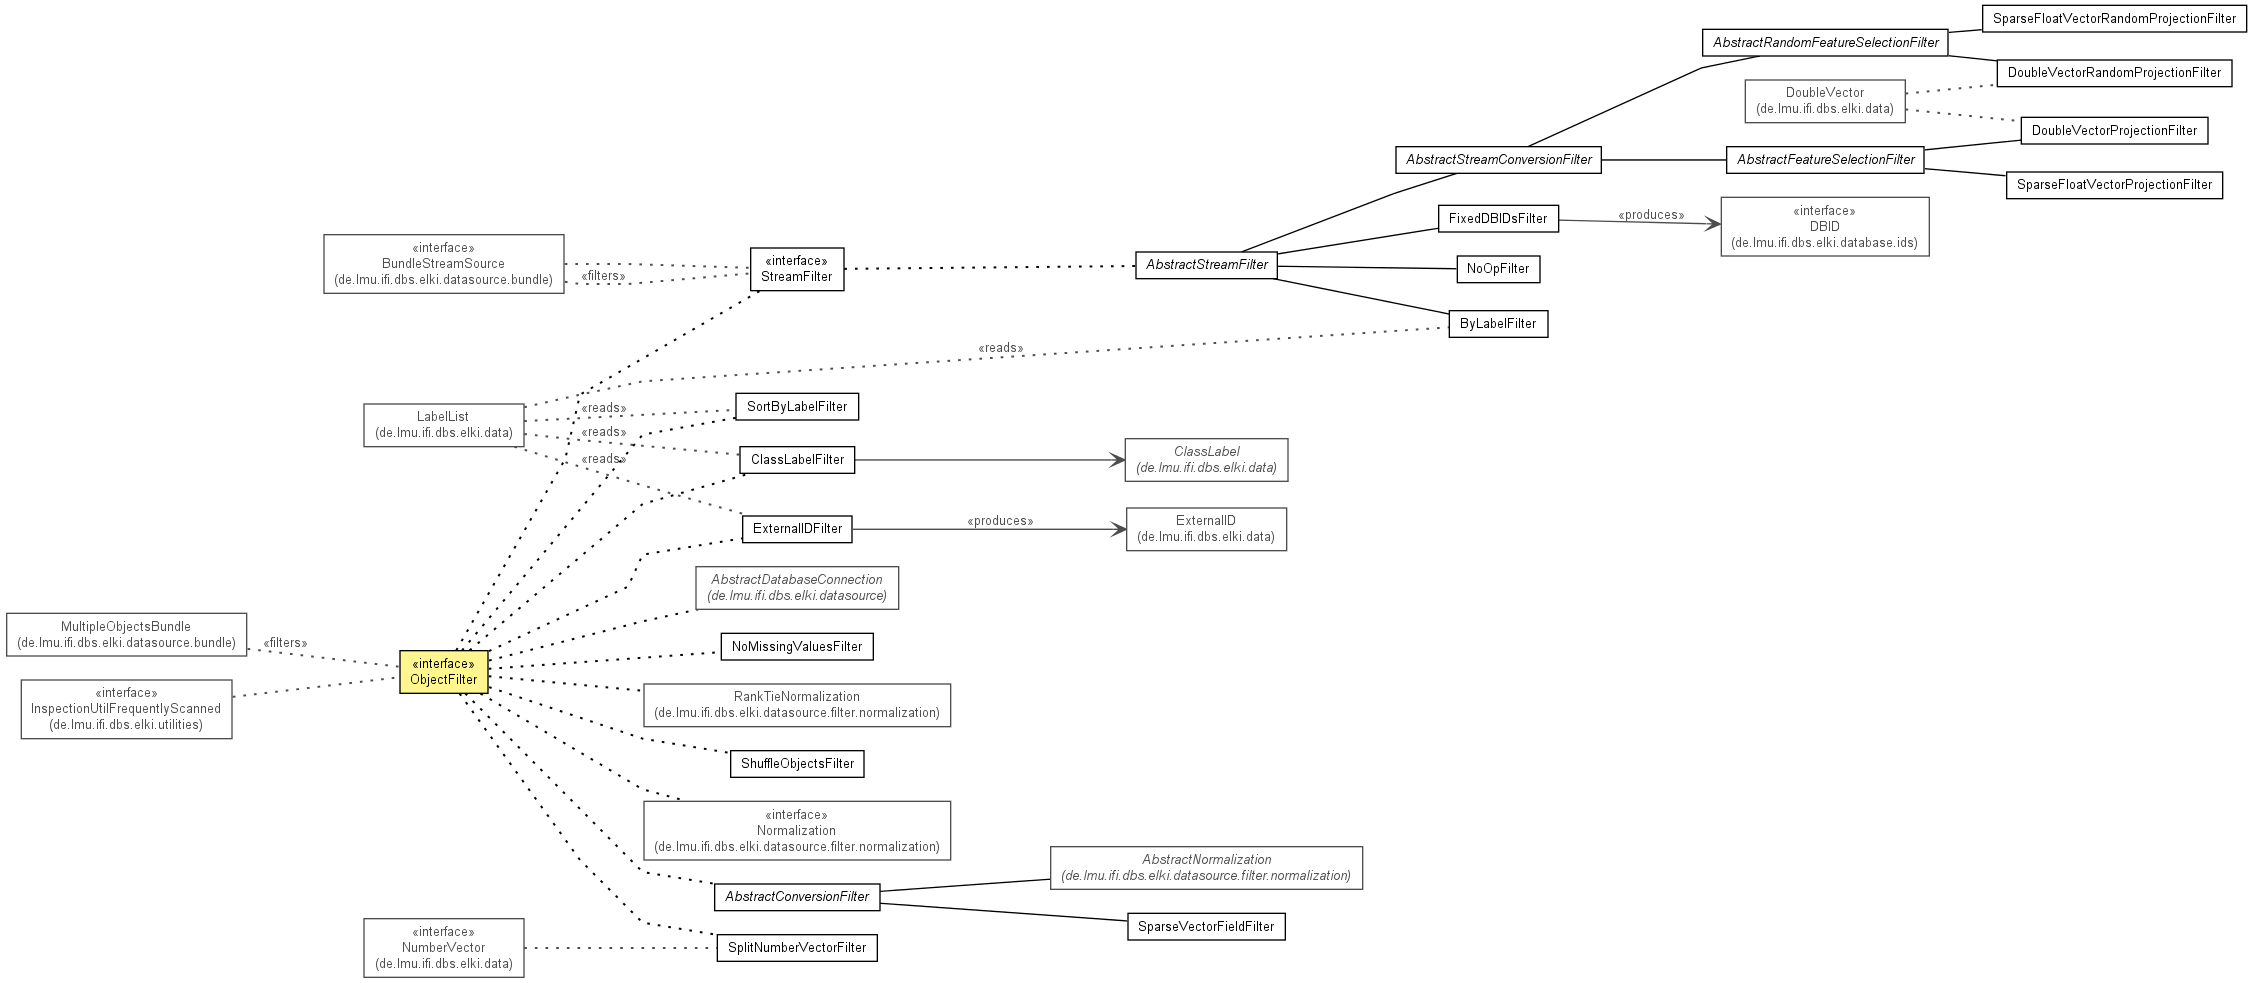 SparseFloatVectorRandomProjectionFilter
AbstractRandomFeatureSelectionFilter
DoubleVectorRandomProjectionFilter
DoubleVector
(de.lmu.ifi.dbs.elki.data)
DoubleVectorProjectionFilter
AbstractStreamConversionFilter
AbstractFeatureSelectionFilter
SparseFloatVectorProjectionFilter
FixedDBIDsFilter
«produces»
«interface»
DBID
(de.lmu.ifi.dbs.elki.database.ids)
«interface»
BundleStreamSource
(de.lmu.ifi.dbs.elki.datasource.bundle)
«filters»
«interface»
StreamFilter
AbstractStreamFilter
NoOpFilter
ByLabelFilter
«reads»
LabelList
(de.lmu.ifi.dbs.elki.data)
«reads»
«reads»
«reads»
SortByLabelFilter
ClassLabelFilter
ClassLabel
(de.lmu.ifi.dbs.elki.data)
ExternalIDFilter
«produces»
ExternalID
(de.lmu.ifi.dbs.elki.data)
AbstractDatabaseConnection
(de.lmu.ifi.dbs.elki.datasource)
MultipleObjectsBundle
(de.lmu.ifi.dbs.elki.datasource.bundle)
«filters»
«interface»
ObjectFilter
NoMissingValuesFilter
«interface»
InspectionUtilFrequentlyScanned
(de.lmu.ifi.dbs.elki.utilities)
RankTieNormalization
(de.lmu.ifi.dbs.elki.datasource.filter.normalization)
ShuffleObjectsFilter
«interface»
Normalization
(de.lmu.ifi.dbs.elki.datasource.filter.normalization)
AbstractNormalization
(de.lmu.ifi.dbs.elki.datasource.filter.normalization)
AbstractConversionFilter
SparseVectorFieldFilter
«interface»
NumberVector
(de.lmu.ifi.dbs.elki.data)
SplitNumberVectorFilter